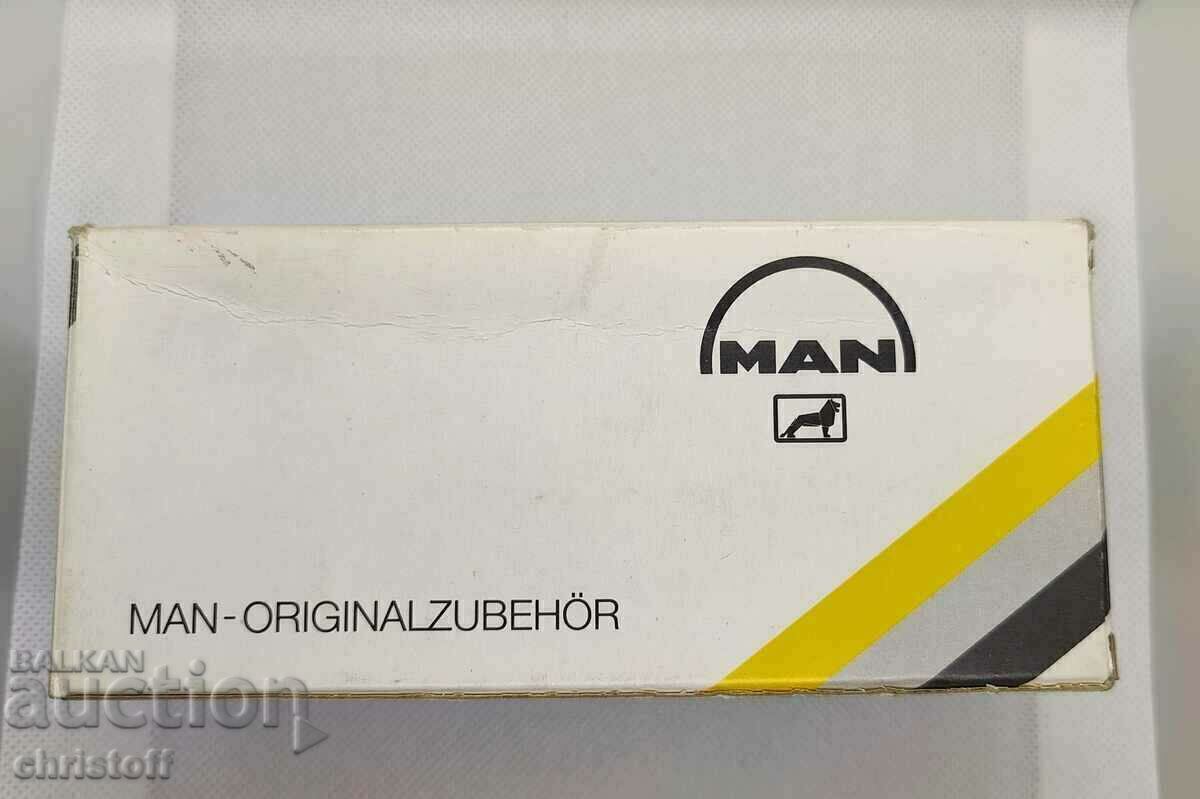 MAN
MAN-ORIGINALZUBEHÖR
BALKAN
auction
christoff